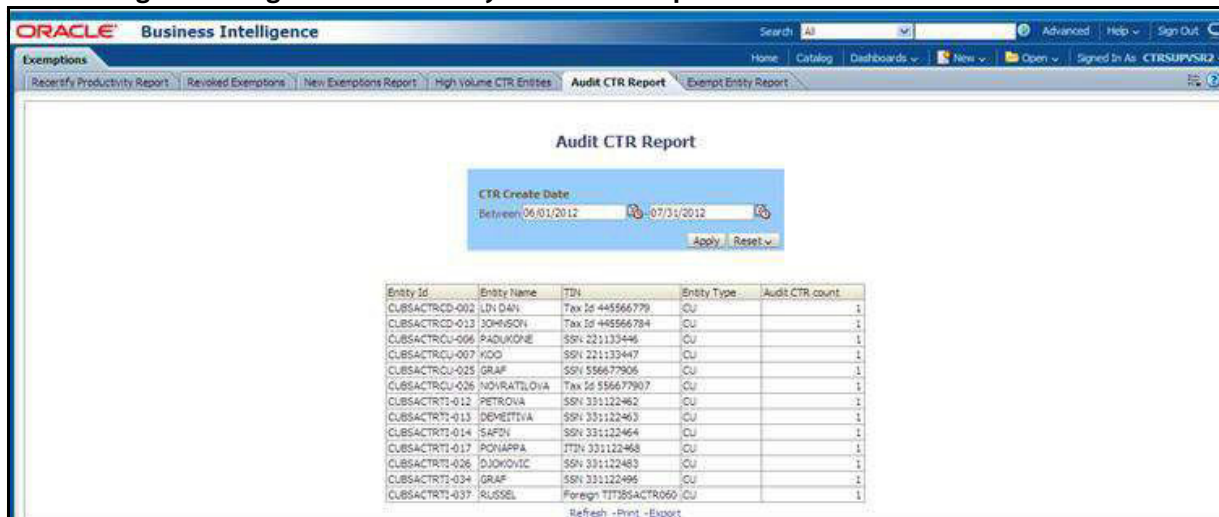 ORACLE Business Intelligence Search All Advanced Help Sign Out
Exemptions Home Catalog Dashboards New Open Signed In As CTRSUPVSR2
Recertify Productivity Report Revoked Exemptions New Exemptions Report High Volume CTR Entities Audit CTR Report Exempt Entity Report
Audit CTR Report
CTR Create Date
Between 06/01/2012 - 07/31/2012
Apply Reset
Entity Id Entity Name TIN Entity Type Audit CTR count
CUBSACTRCD-002 LIN DAN Tax Id 445566779 CU 1
CUBSACTRCD-013 JOHNSON Tax Id 445566784 CU 1
CUBSACTRCU-006 PADUKONE SSN 221133446 CU 1
CUBSACTRCU-007 KOO SSN 221133447 CU 1
CUBSACTRCU-025 GRAF SSN 556677906 CU 1
CUBSACTRCU-026 NOVRATILOVA Tax Id 556677907 CU 1
CUBSACTRTI-012 PETROVA SSN 331122462 CU 1
CUBSACTRTI-013 DEMEITIVA SSN 331122463 CU 1
CUBSACTRTI-014 SAFIN SSN 331122464 CU 1
CUBSACTRTI-017 PONAPPA ITIN 331122468 CU 1
CUBSACTRTI-026 DJOKOVIC SSN 331122483 CU 1
CUBSACTRTI-034 GRAF SSN 331122495 CU 1
CUBSACTRTI-037 RUSSEL Foreign TITIBSACTR060 CU 1
Refresh - Print - Export